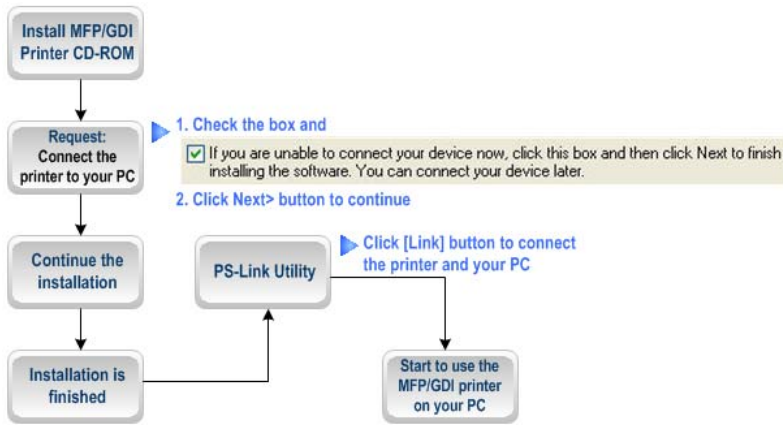 Install MFP/GDI
Printer CD-ROM
Request:
Connect the
printer to your PC
1. Check the box and
If you are unable to connect your device now, click this box and then click Next to finish
installing the software. You can connect your device later.
2. Click Next> button to continue
Continue the
installation
PS-Link Utility
Click [Link] button to connect
the printer and your PC
Installation is
finished
Start to use the
MFP/GDI printer
on your PC